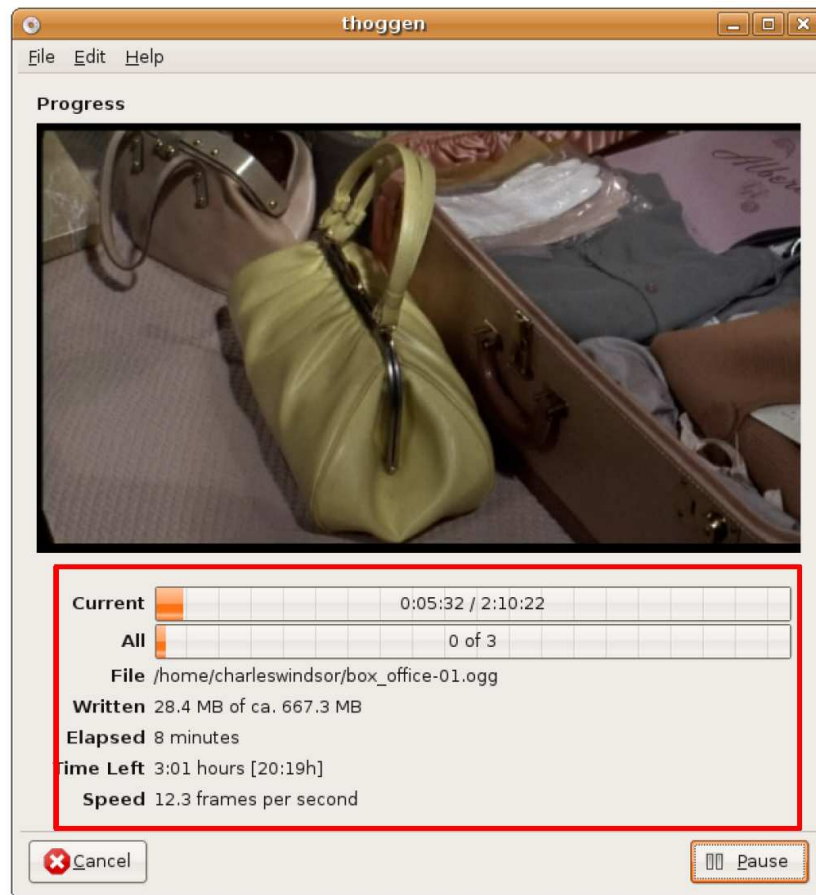 thoggen
File Edit Help
Progress
Alber
Current 0:05:32 / 2:10:22
All 0 of 3
File /home/charleswindsor/box_office-01.ogg
Written 28.4 MB of ca. 667.3 MB
Elapsed 8 minutes
Time Left 3:01 hours [20:19h]
Speed 12.3 frames per second
Cancel Pause